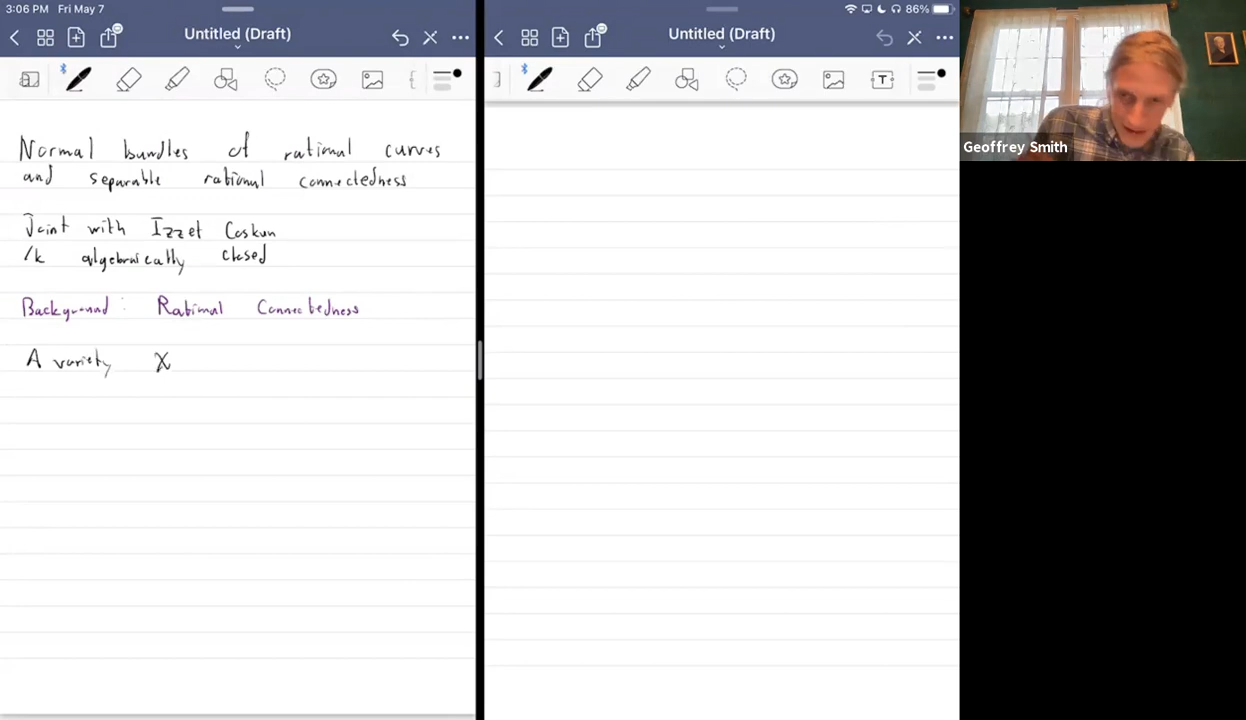 3:06 PM Fri May 7
86%
Untitled (Draft)
Untitled (Draft)
T
Normal bundles of rational curves
and separable rational connectedness
Joint with Izzet Coskun
/k algebraically closed
Background: Rational Connectedness
A variety X
Geoffrey Smith